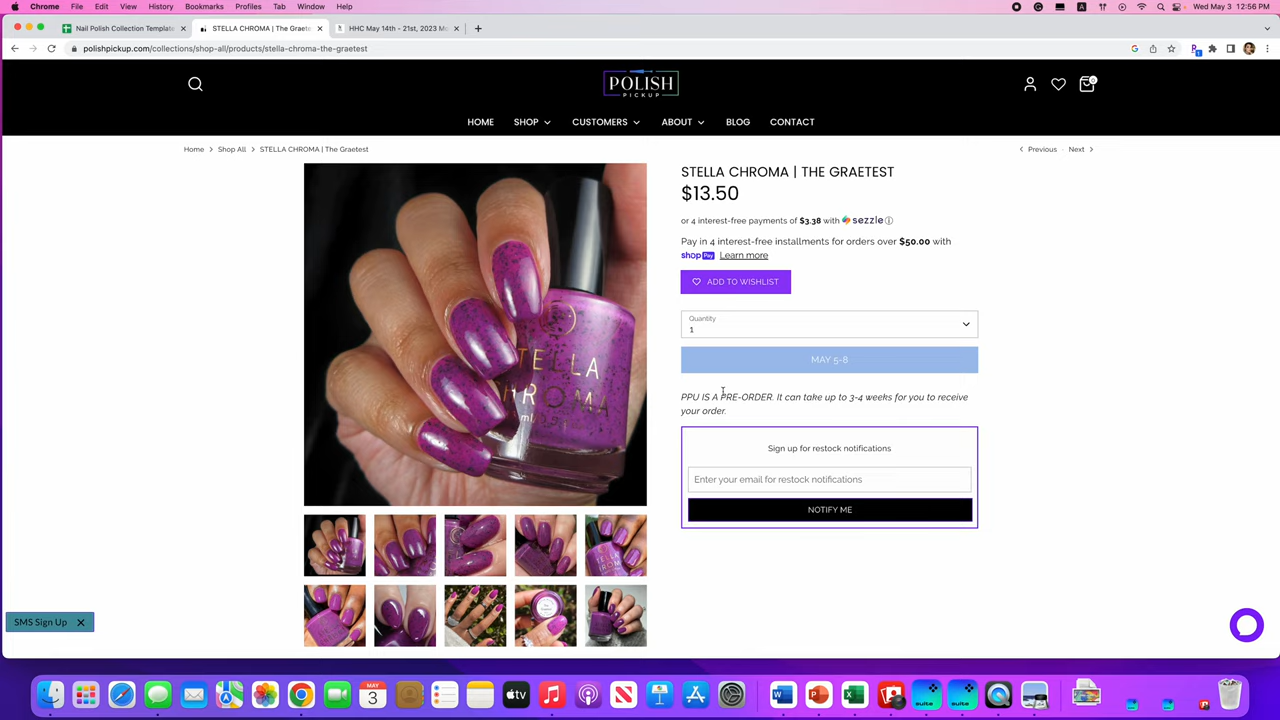 Chrome File Edit View History Bookmarks Profiles Tab Window Help
Wed May 3 12:56 PM
Nail Polish Collection Template
STELLA CHROMA | The Graete
HHC May 14th - 21st, 2023
polishpickup.com/collections/shop-all/products/stella-chroma-the-graetest
POLISH
PICKUP
0
HOME SHOP CUSTOMERS ABOUT BLOG CONTACT
Home > Shop All > STELLA CHROMA | The Graetest
< Previous · Next >
STELLA CHROMA | THE GRAETEST
$13.50
or 4 interest-free payments of $3.38 with sezzle
Pay in 4 interest-free installments for orders over $50.00 with
shop Pay Learn more
ADD TO WISHLIST
Quantity
1
MAY 5-8
PPU IS A PRE-ORDER. It can take up to 3-4 weeks for you to receive
your order.
Sign up for restock notifications
Enter your email for restock notifications
NOTIFY ME
STELLA
CHROMA
SMS Sign Up ×
MAY
3